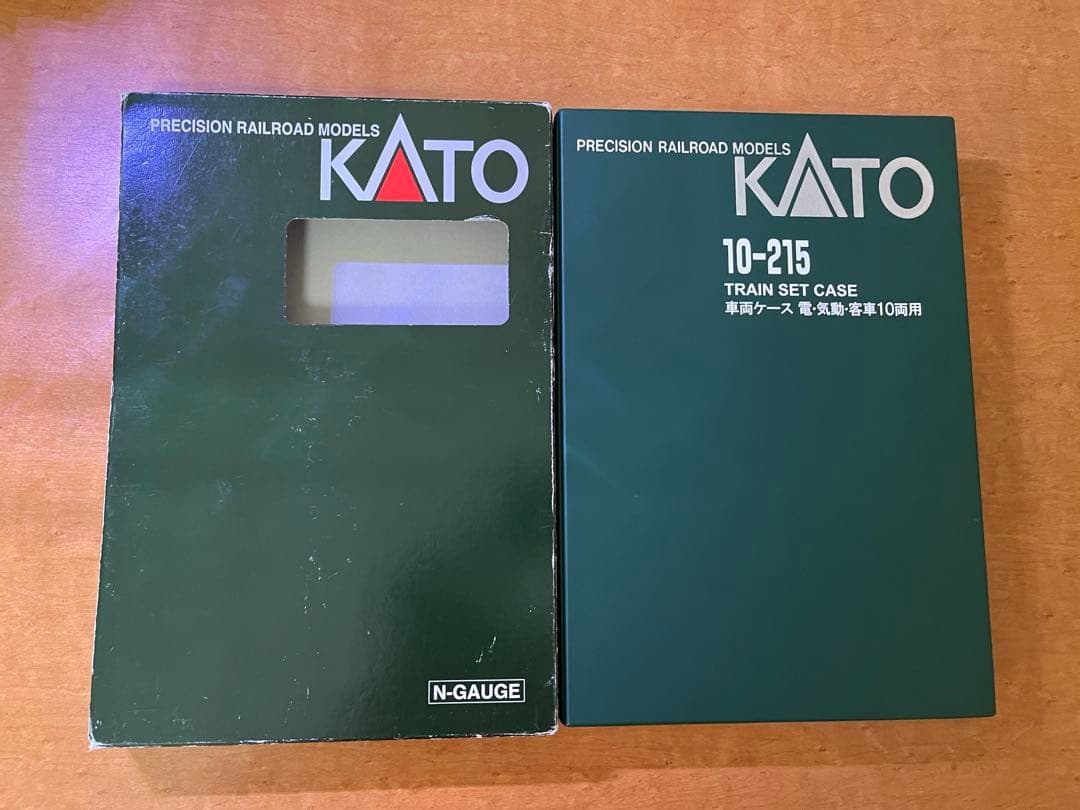 PRECISION RAILROAD MODELS
KATO
N-GAUGE
PRECISION RAILROAD MODELS
KATO
10-215
TRAIN SET CASE
車両ケース 電・気動・客車10両用